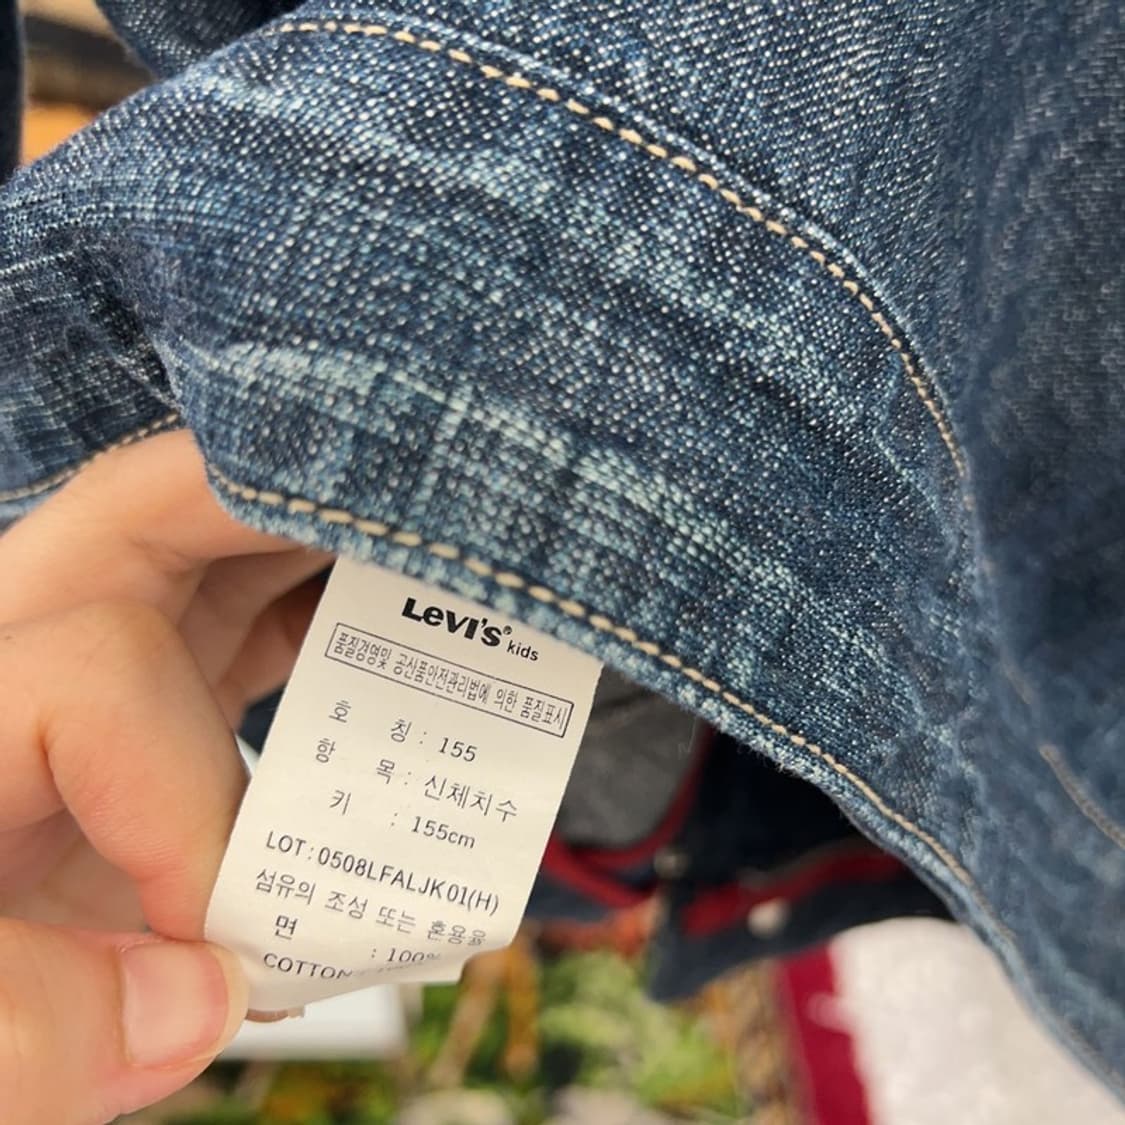 Levi's® kids
품질경영및 공산품안전관리법에 의한 품질표시
호 칭 : 155
항 목 : 신체치수
키 : 155cm
LOT : 0508LFALJK01(H)
섬유의 조성 또는 혼용율
면 : 100%
COTTON